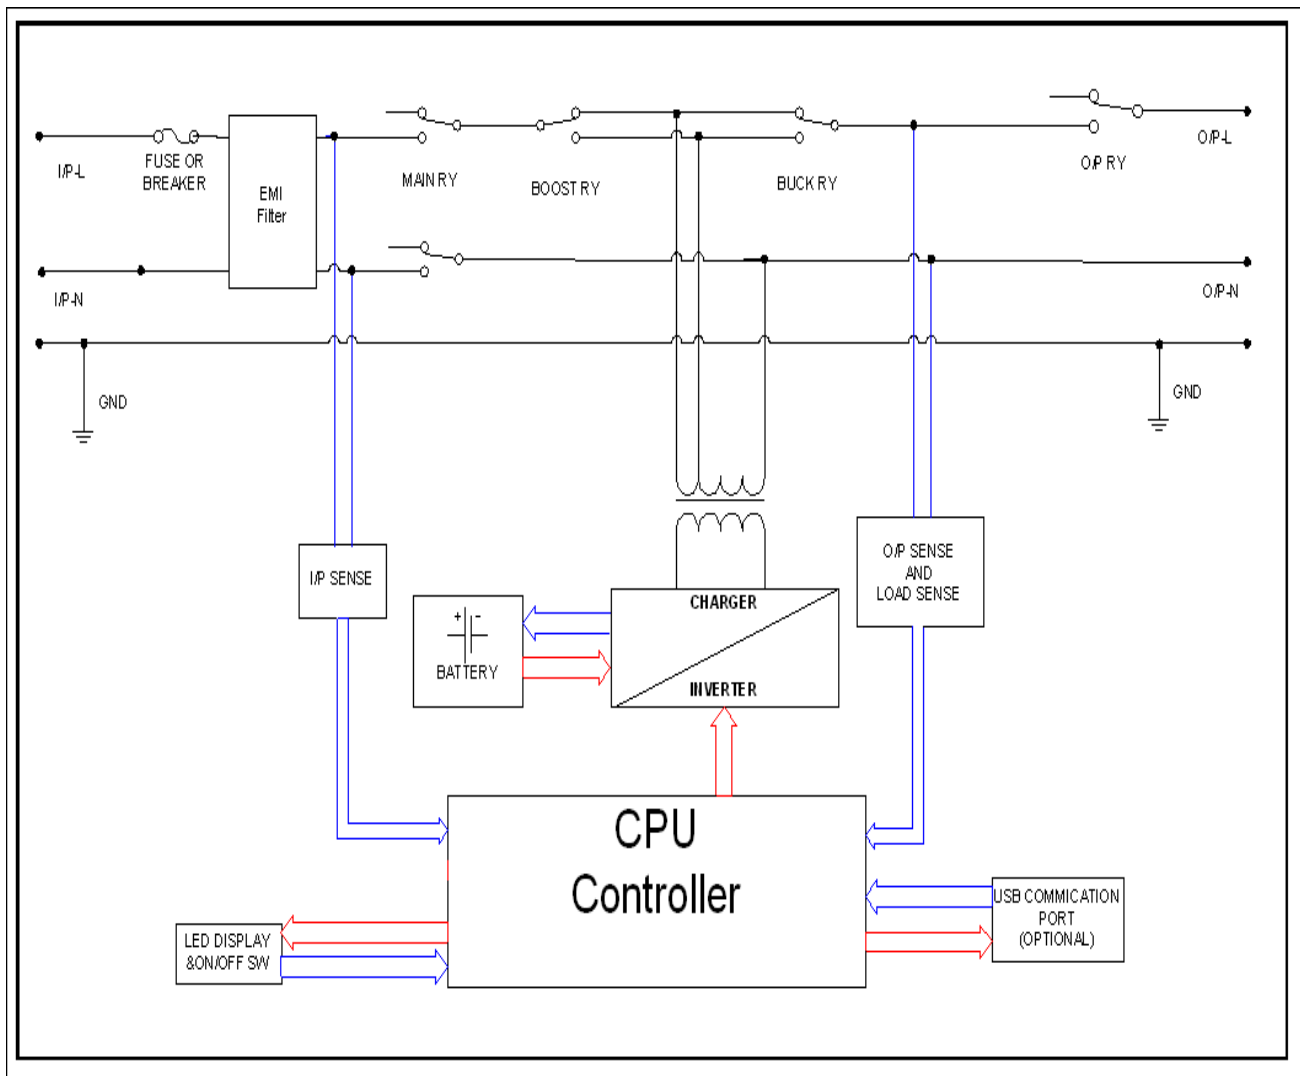 I/P-L
FUSE OR
BREAKER
EMI
Filter
MAIN RY
BOOST RY
BUCK RY
O/P RY
O/P-L
I/P-N
O/P-N
GND
GND
I/P SENSE
O/P SENSE
AND
LOAD SENSE
+ -
BATTERY
CHARGER
INVERTER
CPU
Controller
LED DISPLAY
&ON/OFF SW
USB COMMICATION
PORT
(OPTIONAL)